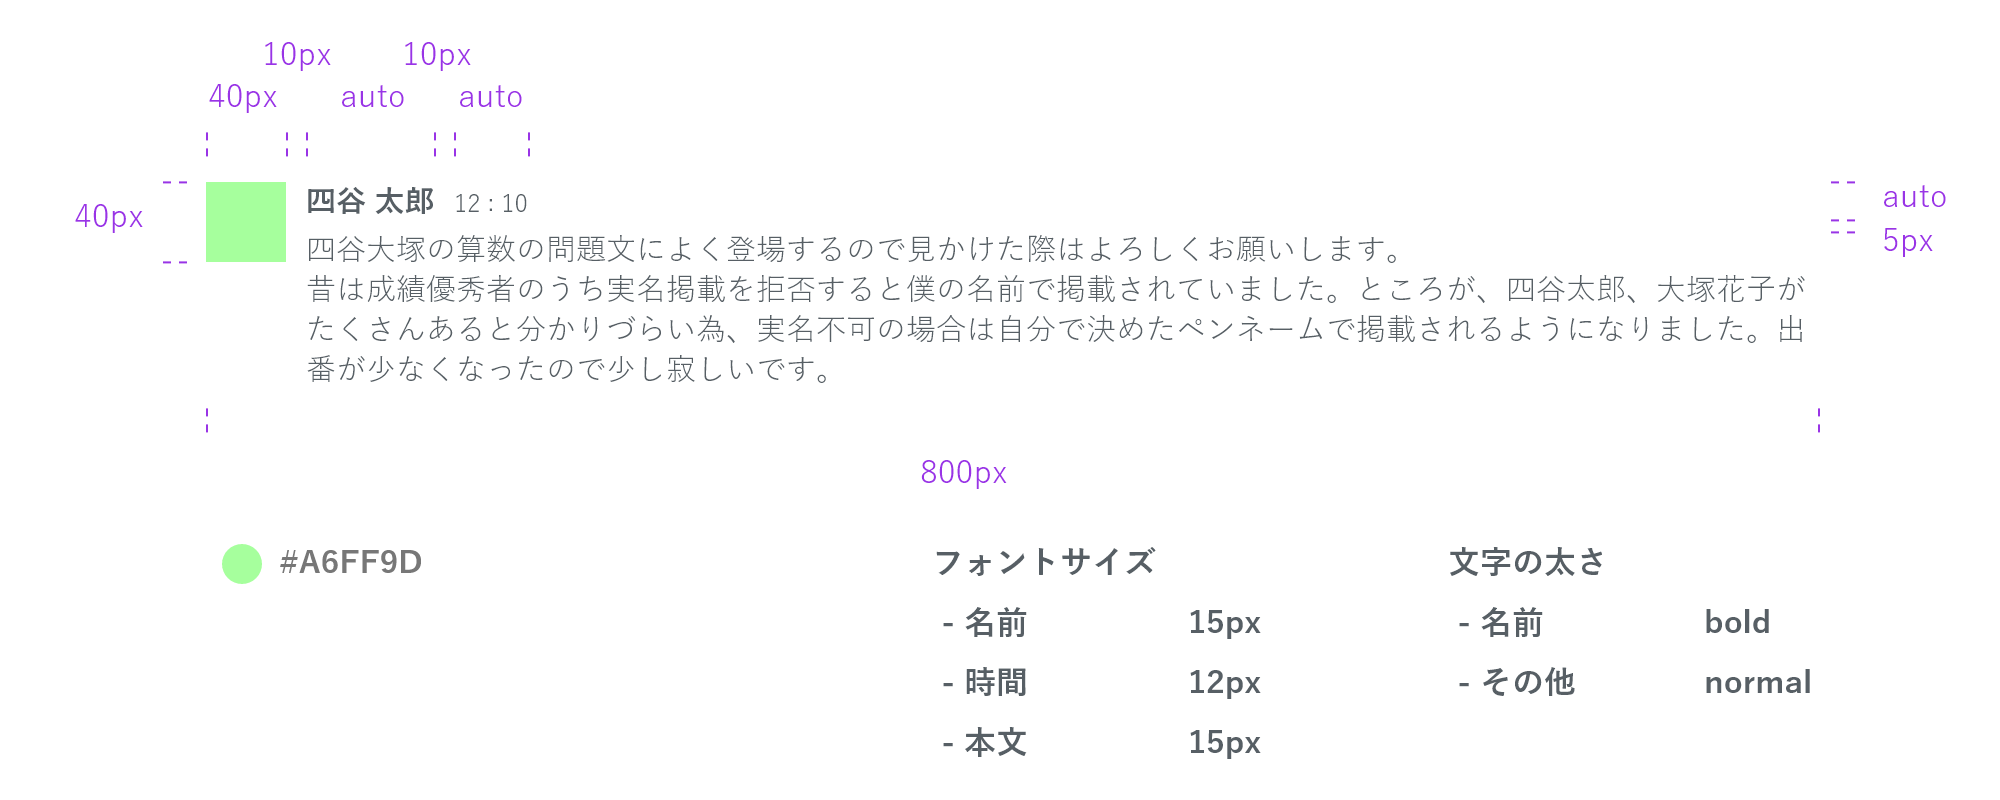 10px 10px
40px auto auto
40px
四谷 太郎 12 : 10
auto
5px
四谷大塚の算数の問題文によく登場するので見かけた際はよろしくお願いします。
昔は成績優秀者のうち実名掲載を拒否すると僕の名前で掲載されていました。ところが、四谷太郎、大塚花子が
たくさんあると分かりづらい為、実名不可の場合は自分で決めたペンネームで掲載されるようになりました。出
番が少なくなったので少し寂しいです。
800px
#A6FF9D
フォントサイズ
- 名前 15px
- 時間 12px
- 本文 15px
文字の太さ
- 名前 bold
- その他 normal